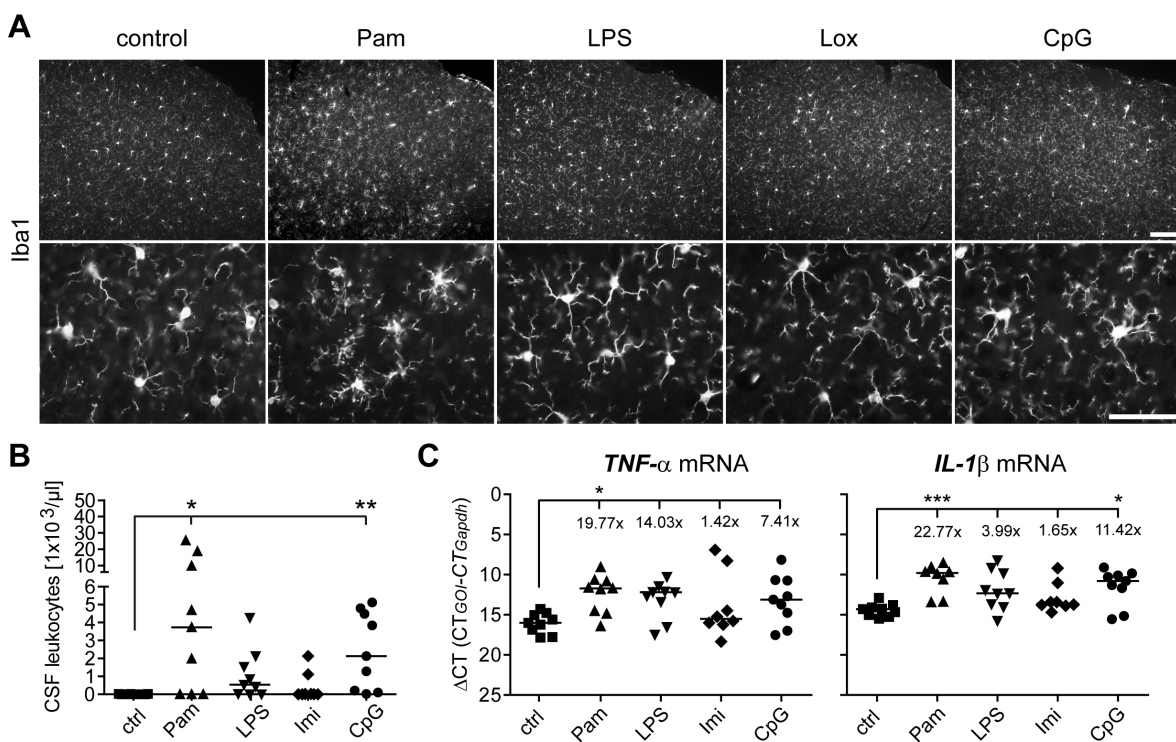 A
control Pam LPS Lox CpG
Iba1
B
CSF leukocytes [1x10³/µl]
50
40
30
20
10
6
5
4
3
2
1
0
* **
ctrl Pam LPS Imi CpG
C
TNF-α mRNA
ΔCT (CTGOI-CTGapdh)
0
5
10
15
20
25
*
19.77x 14.03x 1.42x 7.41x
ctrl Pam LPS Imi CpG
IL-1β mRNA
*** *
22.77x 3.99x 1.65x 11.42x
ctrl Pam LPS Imi CpG